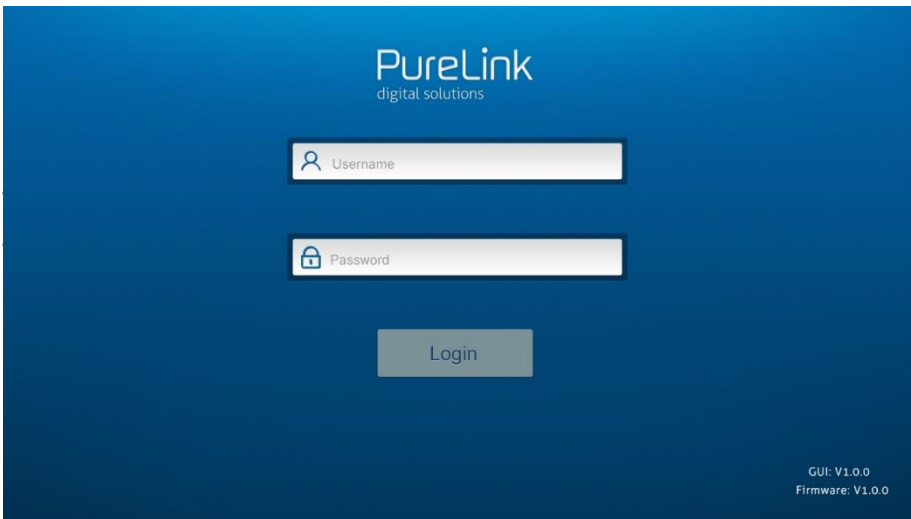 PureLink
digital solutions
Username
Password
Login
GUI: V1.0.0
Firmware: V1.0.0